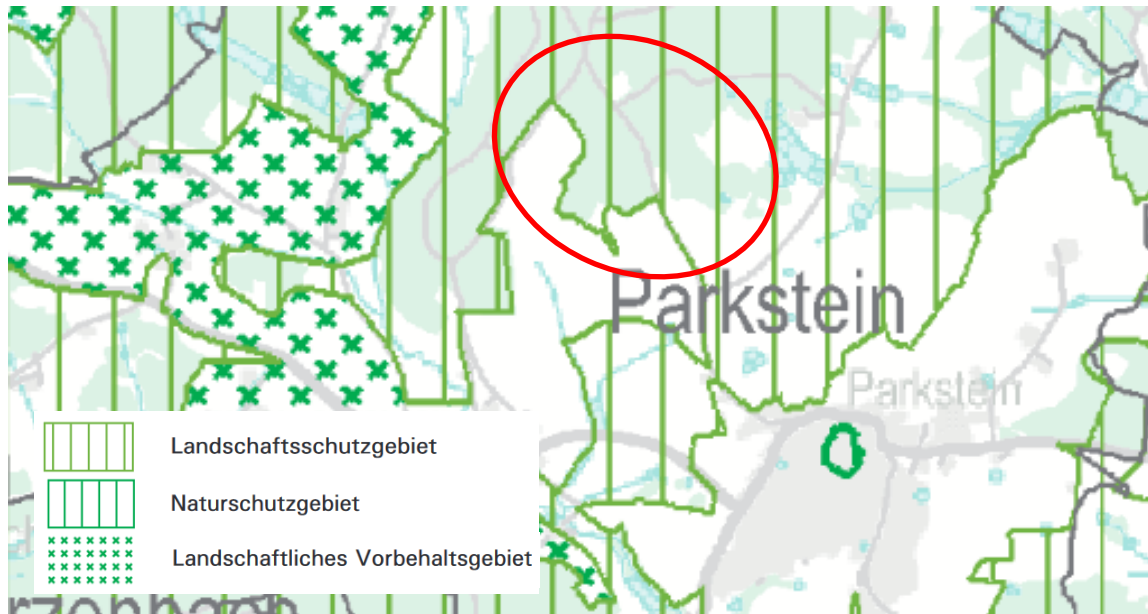 Parkstein
Parkstein
Landschaftsschutzgebiet
Naturschutzgebiet
Landschaftliches Vorbehaltsgebiet